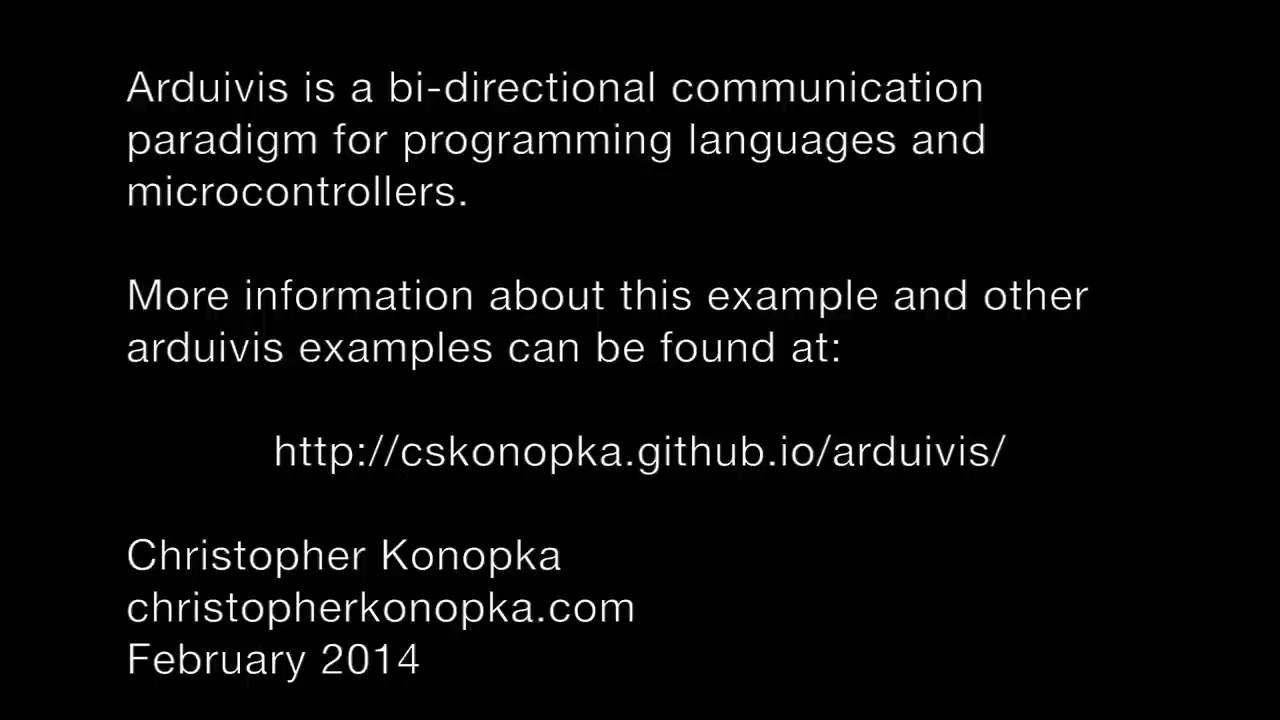 Arduivis is a bi-directional communication
paradigm for programming languages and
microcontrollers.
More information about this example and other
arduivis examples can be found at:
http://cskonopka.github.io/arduivis/
Christopher Konopka
christopherkonopka.com
February 2014